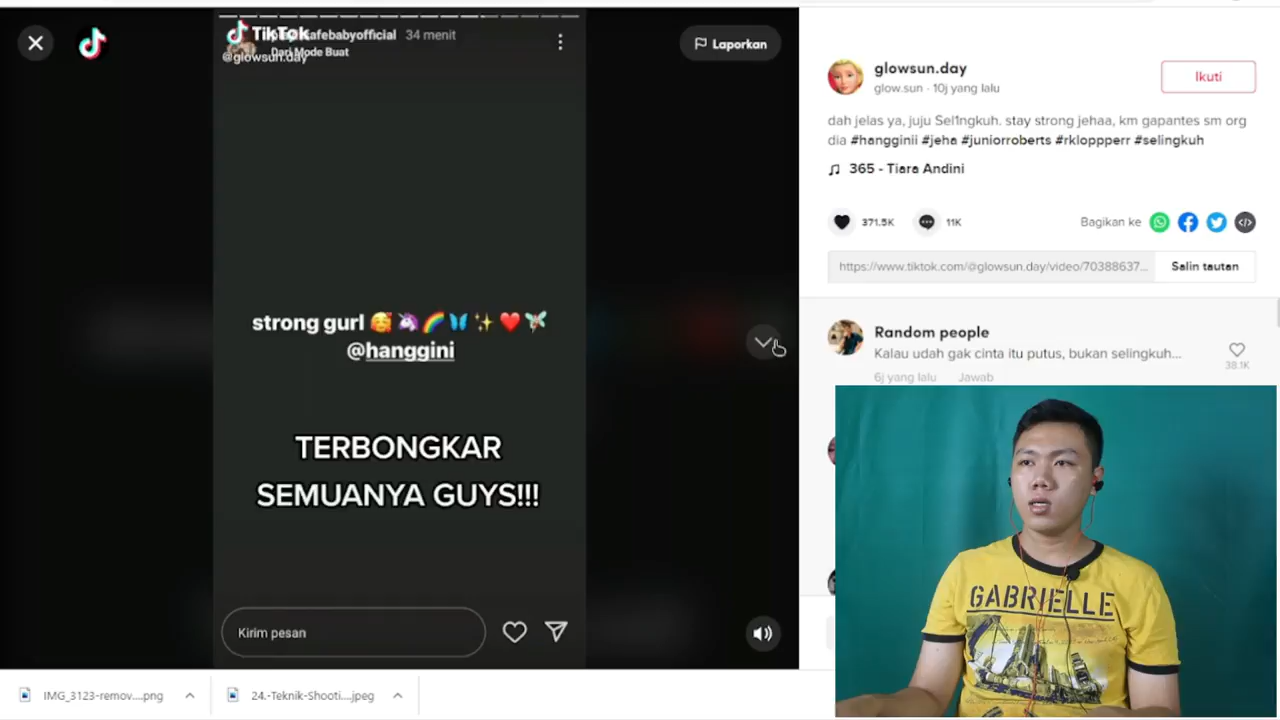 TikTok
afebabyofficial 34 menit
Dari Mode Buat
@glowsun.day
Laporkan
strong gurl 🥰🦄🌈🦋✨❤️🧚
@hanggini
TERBONGKAR
SEMUANYA GUYS!!!
Kirim pesan
glowsun.day
glow.sun · 10j yang lalu
Ikuti
dah jelas ya, juju Sel1ngkuh. stay strong jehaa, km gapantes sm org
dia #hangginii #jeha #juniorroberts #rkloppperr #selingkuh
365 - Tiara Andini
371.5K
11K
Bagikan ke
https://www.tiktok.com/@glowsun.day/video/70388637...
Salin tautan
Random people
Kalau udah gak cinta itu putus, bukan selingkuh...
38.1K
6j yang lalu Jawab
GABRIELLE
IMG_3123-remov....png
24.-Teknik-Shooti....jpeg